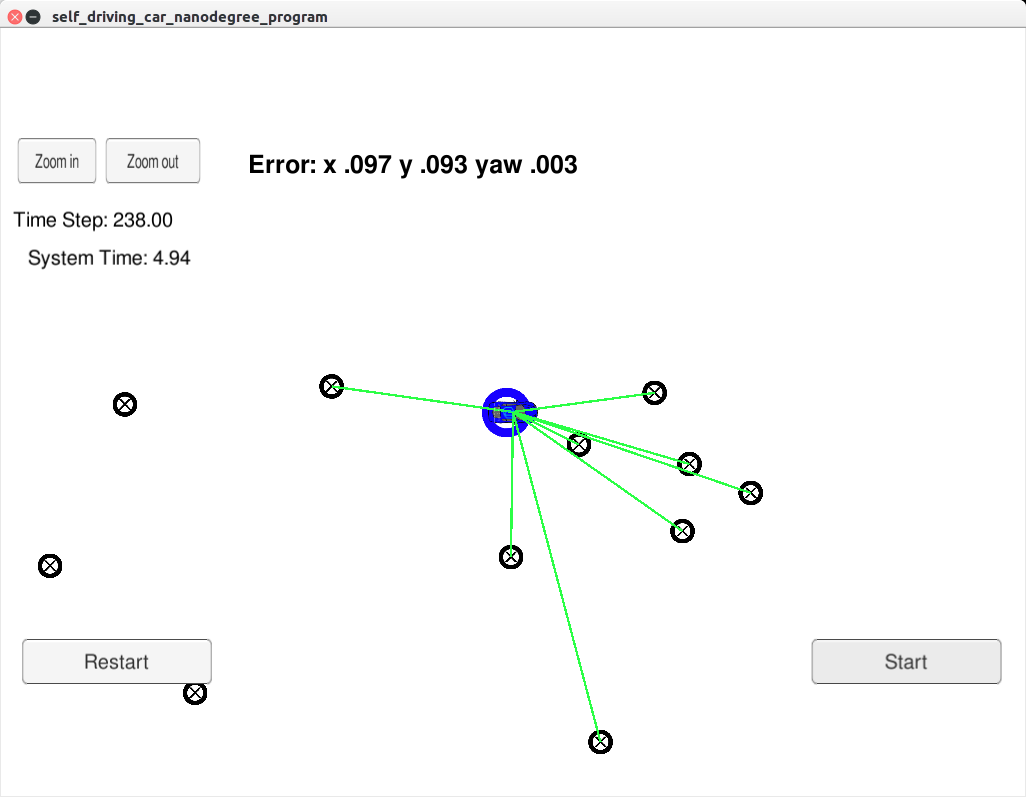 self_driving_car_nanodegree_program
Zoom in
Zoom out
Error: x .097 y .093 yaw .003
Time Step: 238.00
System Time: 4.94
Restart
Start